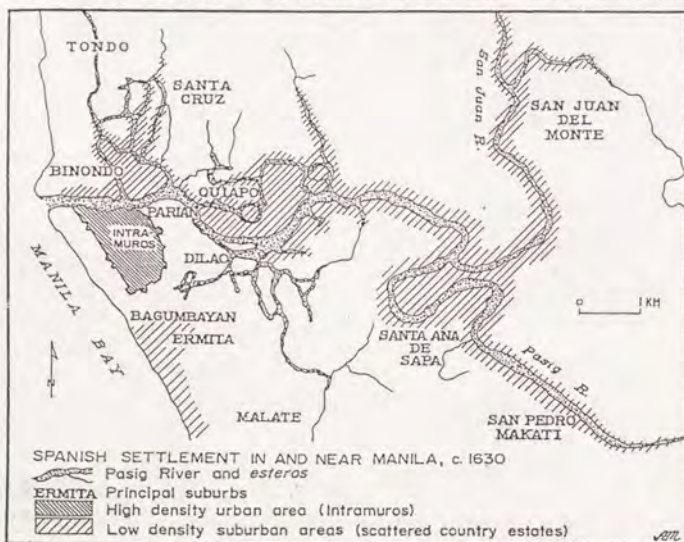 TONDO
SANTA
CRUZ
San Juan R.
SAN JUAN
DEL
MONTE
BINONDO
QUIAPO
PARIAN
INTRA-
MUROS
DILAO
MANILA BAY
BAGUMBAYAN
ERMITA
SANTA ANA
DE
SAPA
KM
N
Pasig R.
MALATE
SAN PEDRO
MAKATI
SPANISH SETTLEMENT IN AND NEAR MANILA, c. 1630
Pasig River and esteros
ERMITA Principal suburbs
High density urban area (Intramuros)
Low density suburban areas (scattered country estates)